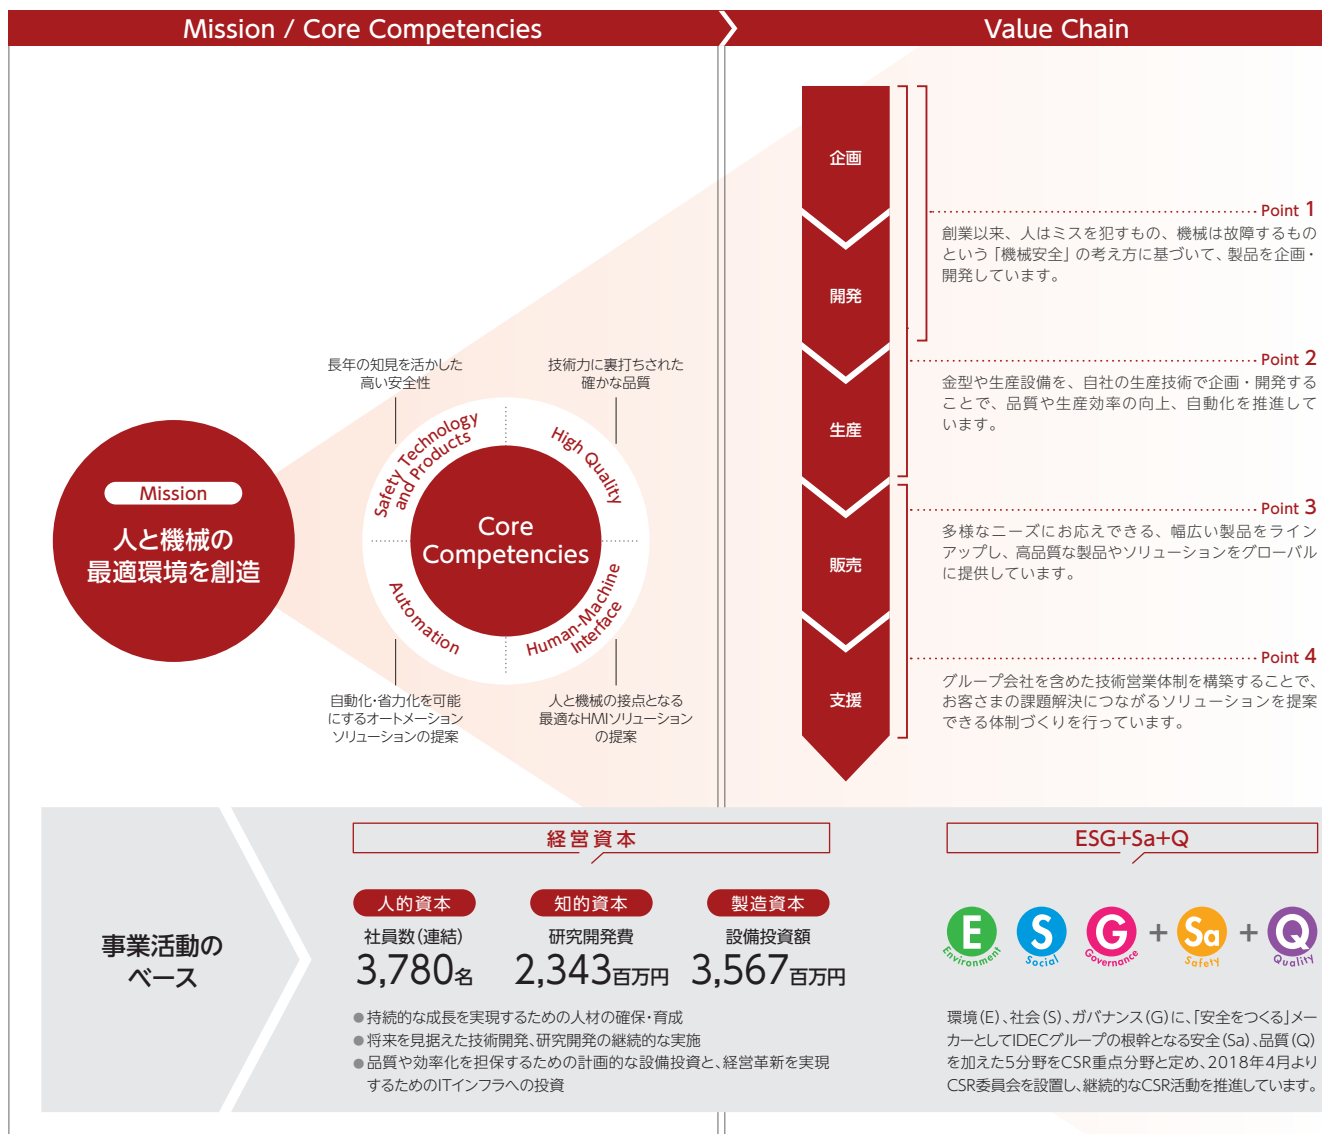 Mission / Core Competencies
Value Chain
長年の知見を活かした
高い安全性
技術力に裏打ちされた
確かな品質
Mission
人と機械の
最適環境を創造
Safety Technology
and Products
High Quality
Core
Competencies
Automation
Human-Machine
Interface
自動化・省力化を可能
にするオートメーション
ソリューションの提案
人と機械の接点となる
最適なHMIソリューション
の提案
企画
開発
生産
販売
支援
Point 1
創業以来、人はミスを犯すもの、機械は故障するもの
という「機械安全」の考え方に基づいて、製品を企画・
開発しています。
Point 2
金型や生産設備を、自社の生産技術で企画・開発する
ことで、品質や生産効率の向上、自動化を推進して
います。
Point 3
多様なニーズにお応えできる、幅広い製品をライン
アップし、高品質な製品やソリューションをグローバル
に提供しています。
Point 4
グループ会社を含めた技術営業体制を構築することで、
お客さまの課題解決につながるソリューションを提案
できる体制づくりを行っています。
事業活動の
ベース
経営資本
人的資本
社員数(連結)
3,780名
知的資本
研究開発費
2,343百万円
製造資本
設備投資額
3,567百万円
●持続的な成長を実現するための人材の確保・育成
●将来を見据えた技術開発、研究開発の継続的な実施
●品質や効率化を担保するための計画的な設備投資と、経営革新を実現
するためのITインフラへの投資
ESG+Sa+Q
E Environment
S Social
G Governance
+
Sa Safety
+
Q Quality
環境(E)、社会(S)、ガバナンス(G)に、「安全をつくる」メー
カーとしてIDECグループの根幹となる安全(Sa)、品質(Q)
を加えた5分野をCSR重点分野と定め、2018年4月より
CSR委員会を設置し、継続的なCSR活動を推進しています。